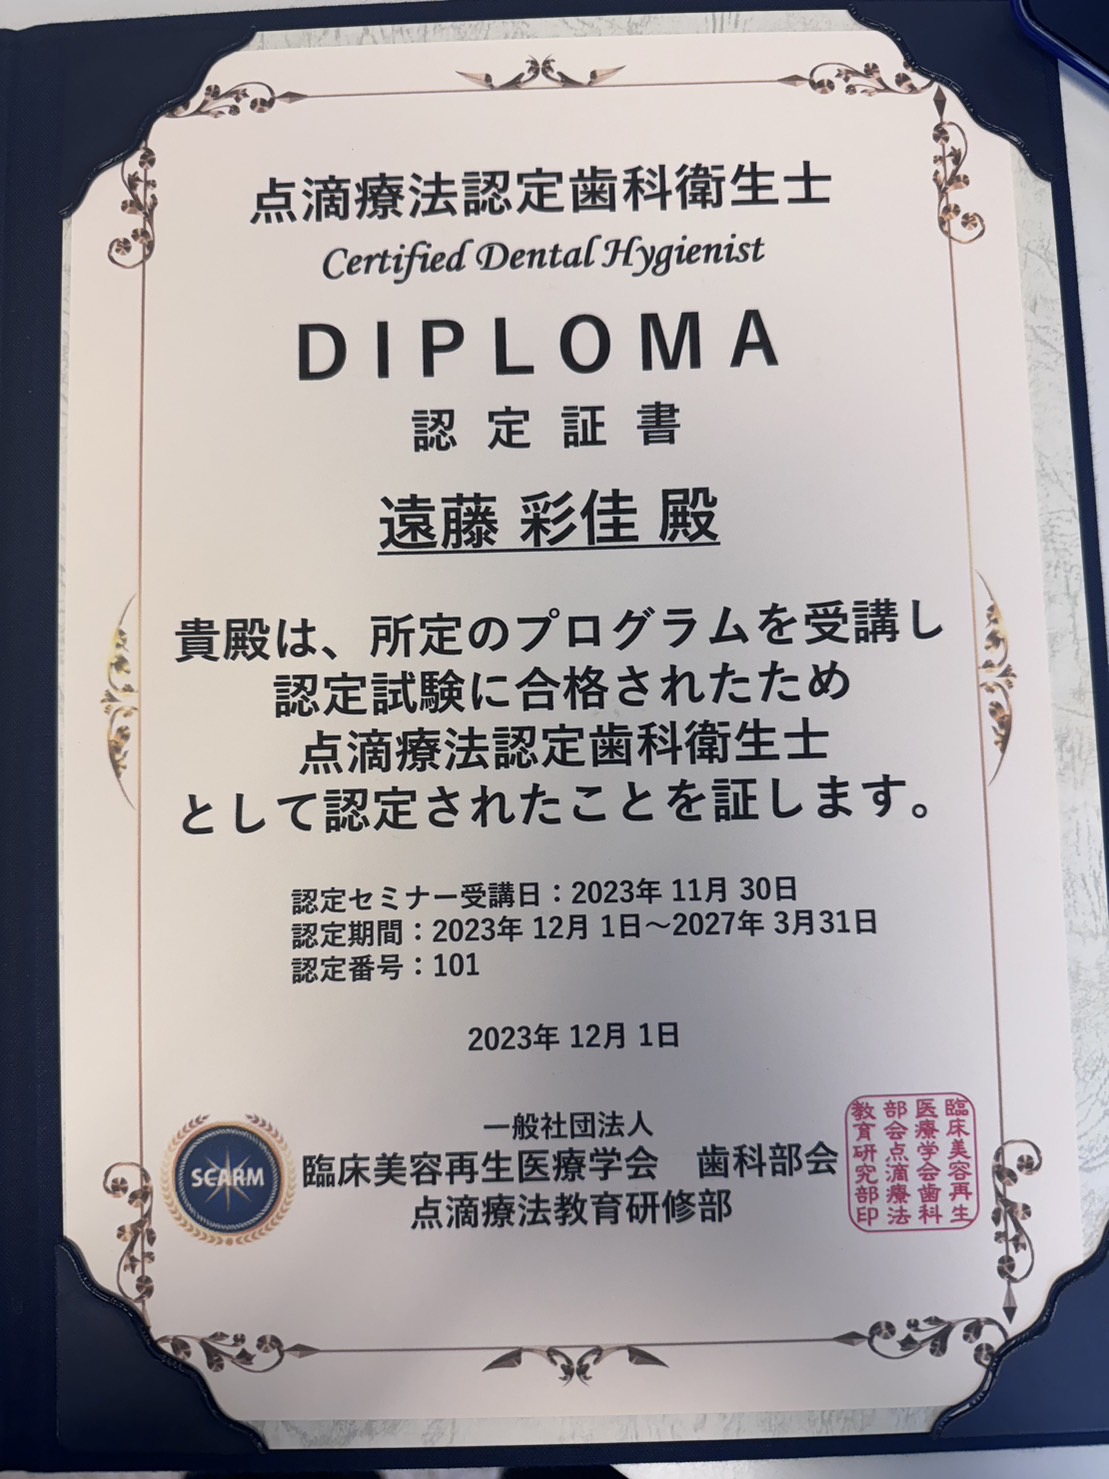 点滴療法認定歯科衛生士
Certified Dental Hygienist
DIPLOMA
認定証書
遠藤 彩佳 殿
貴殿は、所定のプログラムを受講し
認定試験に合格されたため
点滴療法認定歯科衛生士
として認定されたことを証します。
認定セミナー受講日：2023年 11月 30日
認定期間：2023年 12月 1日～2027年 3月31日
認定番号：101
2023年 12月 1日
一般社団法人
臨床美容再生医療学会　歯科部会
点滴療法教育研修部
SCARM
臨床美容再生
医療学会歯科
部会点滴療法
教育研究部印